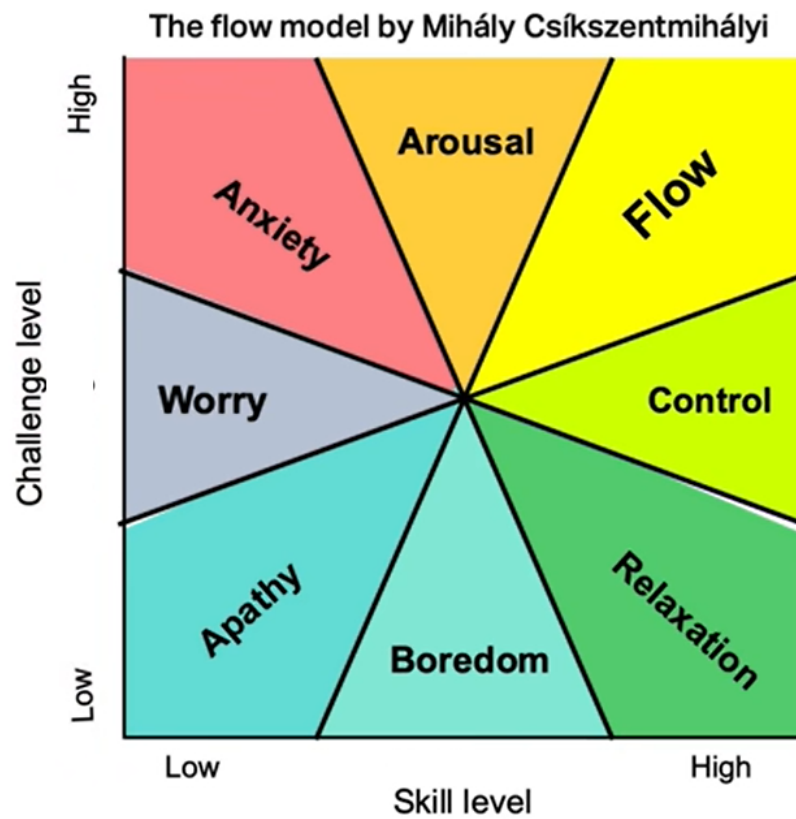 The flow model by Mihály Csíkszentmihályi
High
Arousal
Flow
Anxiety
Challenge level
Worry
Control
Apathy
Relaxation
Boredom
Low
Low
High
Skill level